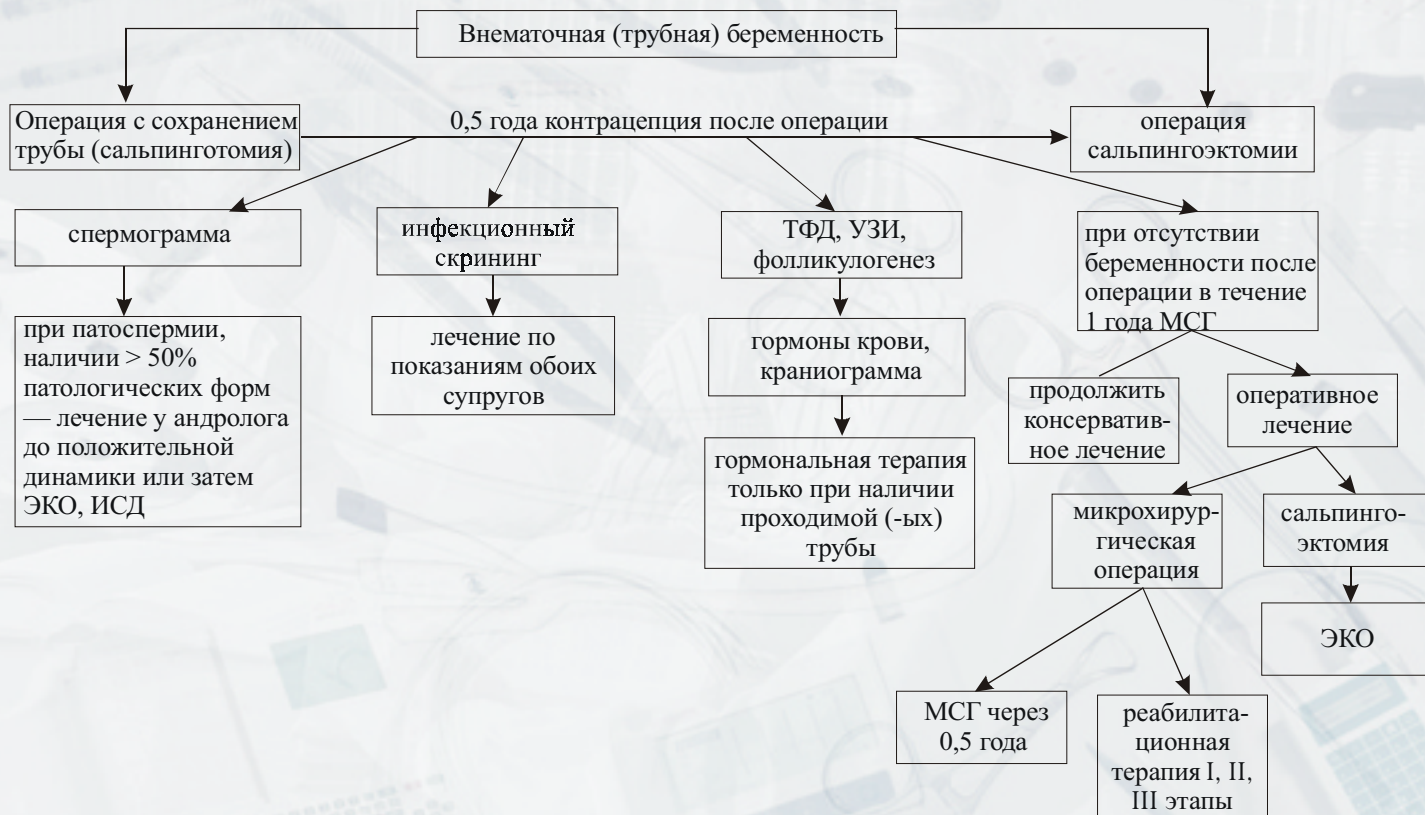 Внематочная (трубная) беременность
Операция с сохранением
трубы (сальпинготомия)
0,5 года контрацепция после операции
операция
сальпингоэктомии
спермограмма
инфекционный
скрининг
ТФД, УЗИ,
фолликулогенез
при отсутствии
беременности после
операции в течение
1 года МСГ
при патоспермии,
наличии > 50%
патологических форм
— лечение у андролога
до положительной
динамики или затем
ЭКО, ИСД
лечение по
показаниям обоих
супругов
гормоны крови,
краниограмма
продолжить
консерватив-
ное лечение
оперативное
лечение
гормональная терапия
только при наличии
проходимой (-ых)
трубы
микрохирур-
гическая
операция
сальпинго-
эктомия
ЭКО
МСГ через
0,5 года
реабилита-
ционная
терапия I, II,
III этапы